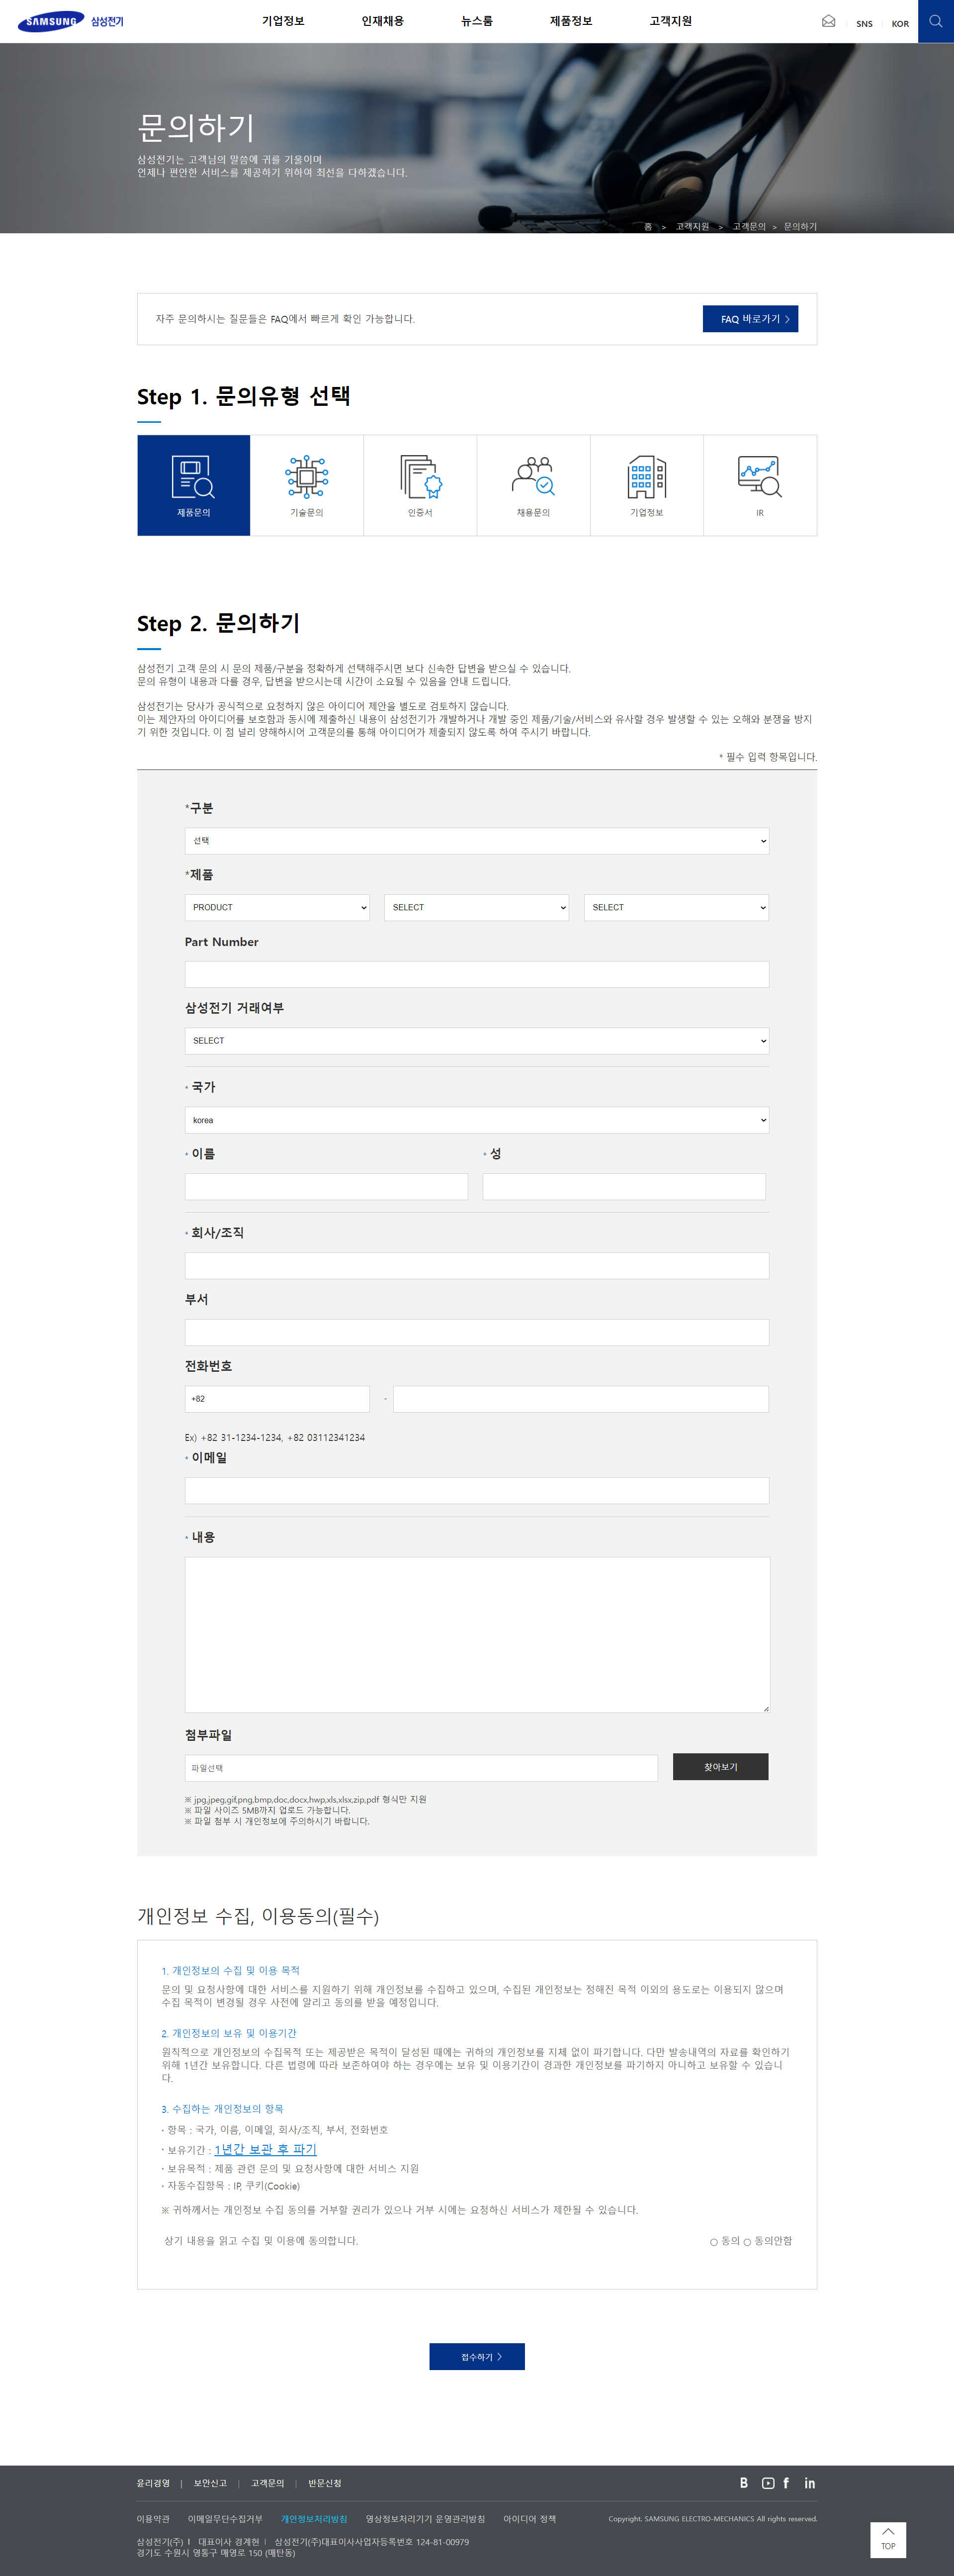 SAMSUNG 삼성전기
기업정보 인재채용 뉴스룸 제품정보 고객지원
SNS KOR
문의하기
삼성전기는 고객님의 말씀에 귀를 기울이며
언제나 편안한 서비스를 제공하기 위하여 최선을 다하겠습니다.
홈 > 고객지원 > 고객문의 > 문의하기
자주 문의하시는 질문들은 FAQ에서 빠르게 확인 가능합니다.
FAQ 바로가기
Step 1. 문의유형 선택
제품문의 기술문의 인증서 채용문의 기업정보 IR
Step 2. 문의하기
삼성전기 고객 문의 시 문의 제품/구분을 정확하게 선택해주시면 보다 신속한 답변을 받으실 수 있습니다.
문의 유형이 내용과 다를 경우, 답변을 받으시는데 시간이 소요될 수 있음을 안내 드립니다.
삼성전기는 당사가 공식적으로 요청하지 않은 아이디어 제안을 별도로 검토하지 않습니다.
이는 제안자의 아이디어를 보호함과 동시에 제출하신 내용이 삼성전기가 개발하거나 개발 중인 제품/기술/서비스와 유사할 경우 발생할 수 있는 오해와 분쟁을 방지
기 위한 것입니다. 이 점 널리 양해하시어 고객문의를 통해 아이디어가 제출되지 않도록 하여 주시기 바랍니다.
* 필수 입력 항목입니다.
*구분
선택
*제품
PRODUCT SELECT SELECT
Part Number
삼성전기 거래여부
SELECT
* 국가
korea
* 이름 * 성
* 회사/조직
부서
전화번호
+82 -
Ex) +82 31-1234-1234, +82 03112341234
* 이메일
* 내용
첨부파일
파일선택 찾아보기
※ jpg,jpeg,gif,png,bmp,doc,docx,hwp,xls,xlsx,zip,pdf 형식만 지원
※ 파일 사이즈 5MB까지 업로드 가능합니다.
※ 파일 첨부 시 개인정보에 주의하시기 바랍니다.
개인정보 수집, 이용동의(필수)
1. 개인정보의 수집 및 이용 목적
문의 및 요청사항에 대한 서비스를 지원하기 위해 개인정보를 수집하고 있으며, 수집된 개인정보는 정해진 목적 이외의 용도로는 이용되지 않으며
수집 목적이 변경될 경우 사전에 알리고 동의를 받을 예정입니다.
2. 개인정보의 보유 및 이용기간
원칙적으로 개인정보의 수집목적 또는 제공받은 목적이 달성된 때에는 귀하의 개인정보를 지체 없이 파기합니다. 다만 발송내역의 자료를 확인하기
위해 1년간 보유합니다. 다른 법령에 따라 보존하여야 하는 경우에는 보유 및 이용기간이 경과한 개인정보를 파기하지 아니하고 보유할 수 있습니
다.
3. 수집하는 개인정보의 항목
• 항목 : 국가, 이름, 이메일, 회사/조직, 부서, 전화번호
• 보유기간 : 1년간 보관 후 파기
• 보유목적 : 제품 관련 문의 및 요청사항에 대한 서비스 지원
• 자동수집항목 : IP, 쿠키(Cookie)
※ 귀하께서는 개인정보 수집 동의를 거부할 권리가 있으나 거부 시에는 요청하신 서비스가 제한될 수 있습니다.
상기 내용을 읽고 수집 및 이용에 동의합니다. 동의 동의안함
접수하기
윤리경영 | 보안신고 | 고객문의 | 반문신청
이용약관 이메일무단수집거부 개인정보처리방침 영상정보처리기기 운영관리방침 아이디어 정책
Copyright. SAMSUNG ELECTRO-MECHANICS All rights reserved.
삼성전기(주) | 대표이사 경계현 | 삼성전기(주)대표이사사업자등록번호 124-81-00979
경기도 수원시 영통구 매영로 150 (매탄동)
TOP